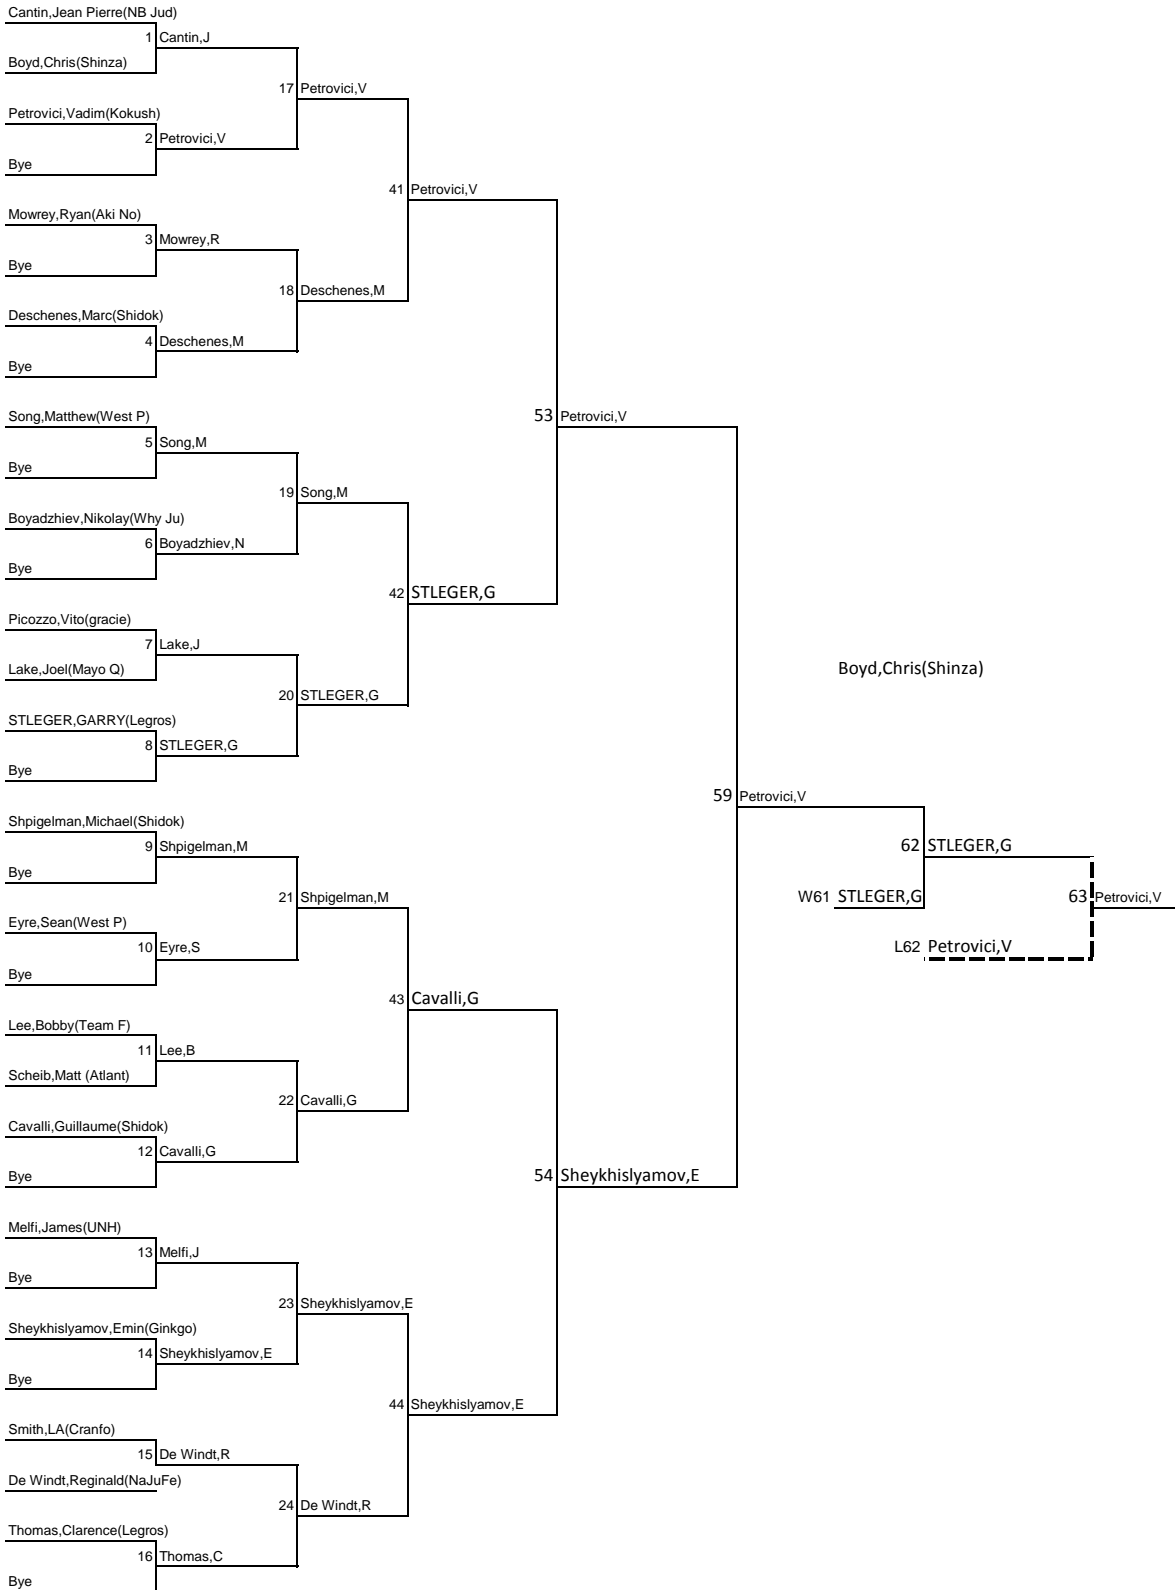 Cantin,Jean Pierre(NB Jud)
1 Cantin,J
Boyd,Chris(Shinza)
17 Petrovici,V
Petrovici,Vadim(Kokush)
2 Petrovici,V
Bye
41 Petrovici,V
Mowrey,Ryan(Aki No)
3 Mowrey,R
Bye
18 Deschenes,M
Deschenes,Marc(Shidok)
4 Deschenes,M
Bye
53 Petrovici,V
Song,Matthew(West P)
5 Song,M
Bye
19 Song,M
Boyadzhiev,Nikolay(Why Ju)
6 Boyadzhiev,N
Bye
42 STLEGER,G
Picozzo,Vito(gracie)
7 Lake,J
Lake,Joel(Mayo Q)
Boyd,Chris(Shinza)
20 STLEGER,G
STLEGER,GARRY(Legros)
8 STLEGER,G
Bye
59 Petrovici,V
Shpigelman,Michael(Shidok)
9 Shpigelman,M
62 STLEGER,G
Bye
21 Shpigelman,M
W61 STLEGER,G
63 Petrovici,V
Eyre,Sean(West P)
10 Eyre,S
L62 Petrovici,V
Bye
43 Cavalli,G
Lee,Bobby(Team F)
11 Lee,B
Scheib,Matt (Atlant)
22 Cavalli,G
Cavalli,Guillaume(Shidok)
12 Cavalli,G
Bye
54 Sheykhislyamov,E
Melfi,James(UNH)
13 Melfi,J
Bye
23 Sheykhislyamov,E
Sheykhislyamov,Emin(Ginkgo)
14 Sheykhislyamov,E
Bye
44 Sheykhislyamov,E
Smith,LA(Cranfo)
15 De Windt,R
De Windt,Reginald(NaJuFe)
24 De Windt,R
Thomas,Clarence(Legros)
16 Thomas,C
Bye